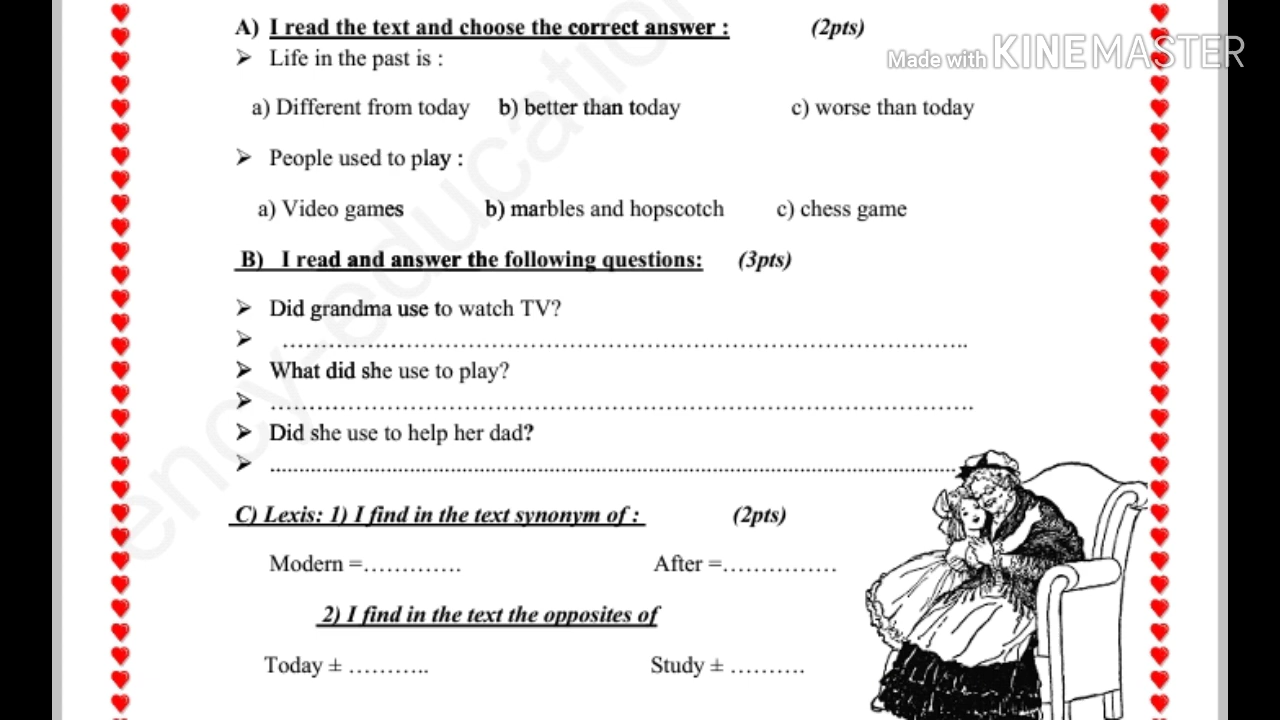 A) I read the text and choose the correct answer : (2pts)
Made with KINEMASTER
➤ Life in the past is :
a) Different from today b) better than today c) worse than today
➤ People used to play :
a) Video games b) marbles and hopscotch c) chess game
B) I read and answer the following questions: (3pts)
➤ Did grandma use to watch TV?
➤ ……………………………………………………………………………..
➤ What did she use to play?
➤ ……………………………………………………………………………….
➤ Did she use to help her dad?
➤ ........................................................................................................
C) Lexis: 1) I find in the text synonym of : (2pts)
Modern =…………. After =……………
2) I find in the text the opposites of
Today ± ……….. Study ± ……….
ency-education